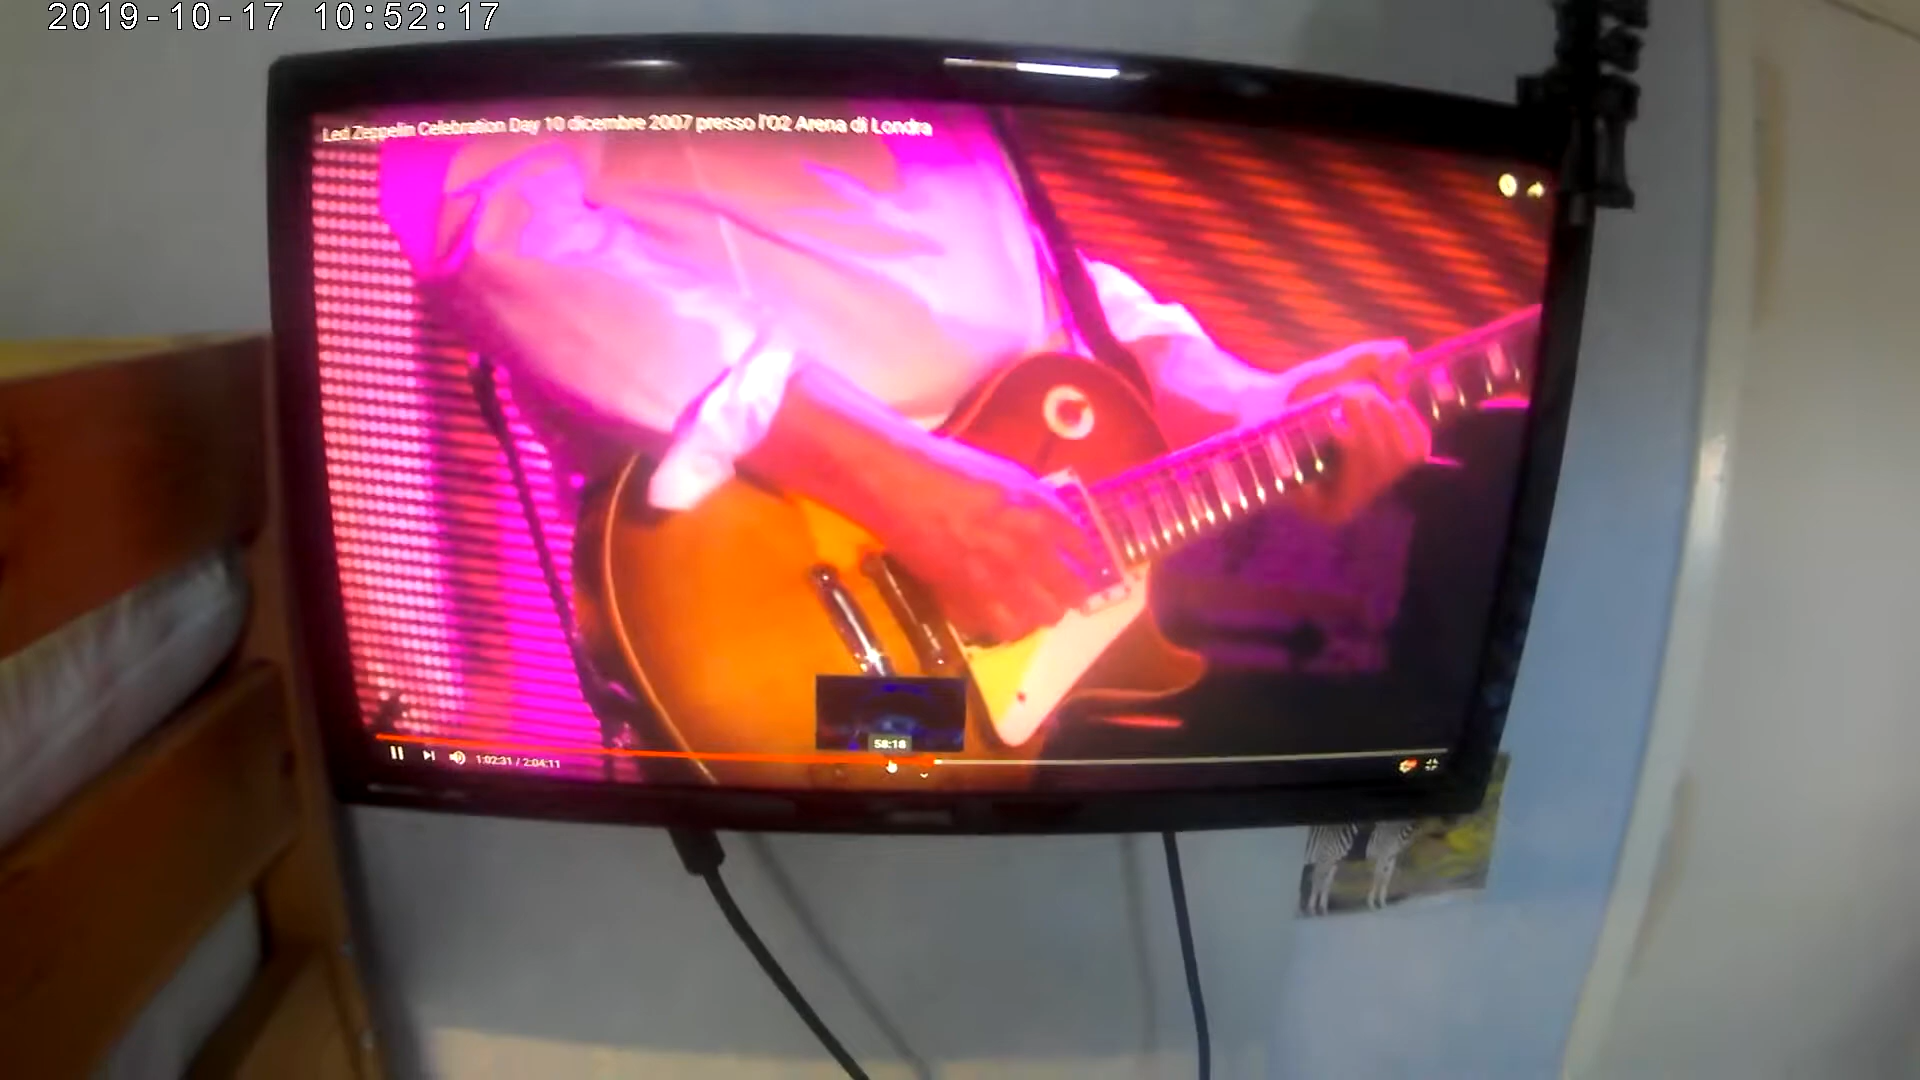 2019-10-17 10:52:17
Led Zeppelin Celebration Day 10 dicembre 2007 presso l'O2 Arena di Londra
58:18
1:02:31 / 2:04:11